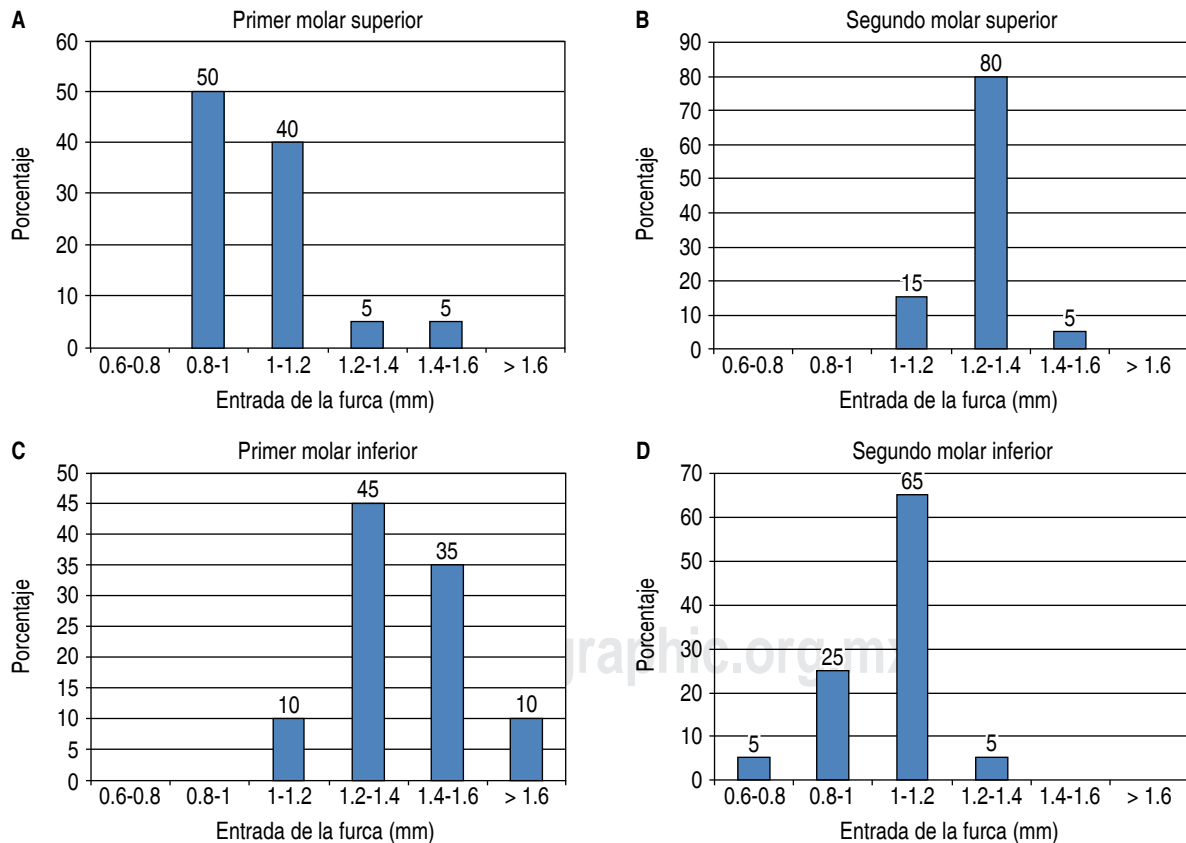 A
Primer molar superior
60
50
40
30
20
10
0
Porcentaje
50
40
5
5
0.6-0.8 0.8-1 1-1.2 1.2-1.4 1.4-1.6 > 1.6
Entrada de la furca (mm)
B
Segundo molar superior
90
80
70
60
50
40
30
20
10
0
Porcentaje
15
80
5
0.6-0.8 0.8-1 1-1.2 1.2-1.4 1.4-1.6 > 1.6
Entrada de la furca (mm)
C
Primer molar inferior
50
45
40
35
30
25
20
15
10
5
0
Porcentaje
10
45
35
10
0.6-0.8 0.8-1 1-1.2 1.2-1.4 1.4-1.6 > 1.6
Entrada de la furca (mm)
D
Segundo molar inferior
70
60
50
40
30
20
10
0
Porcentaje
5
25
65
5
0.6-0.8 0.8-1 1-1.2 1.2-1.4 1.4-1.6 > 1.6
Entrada de la furca (mm)
graphic.org.mx